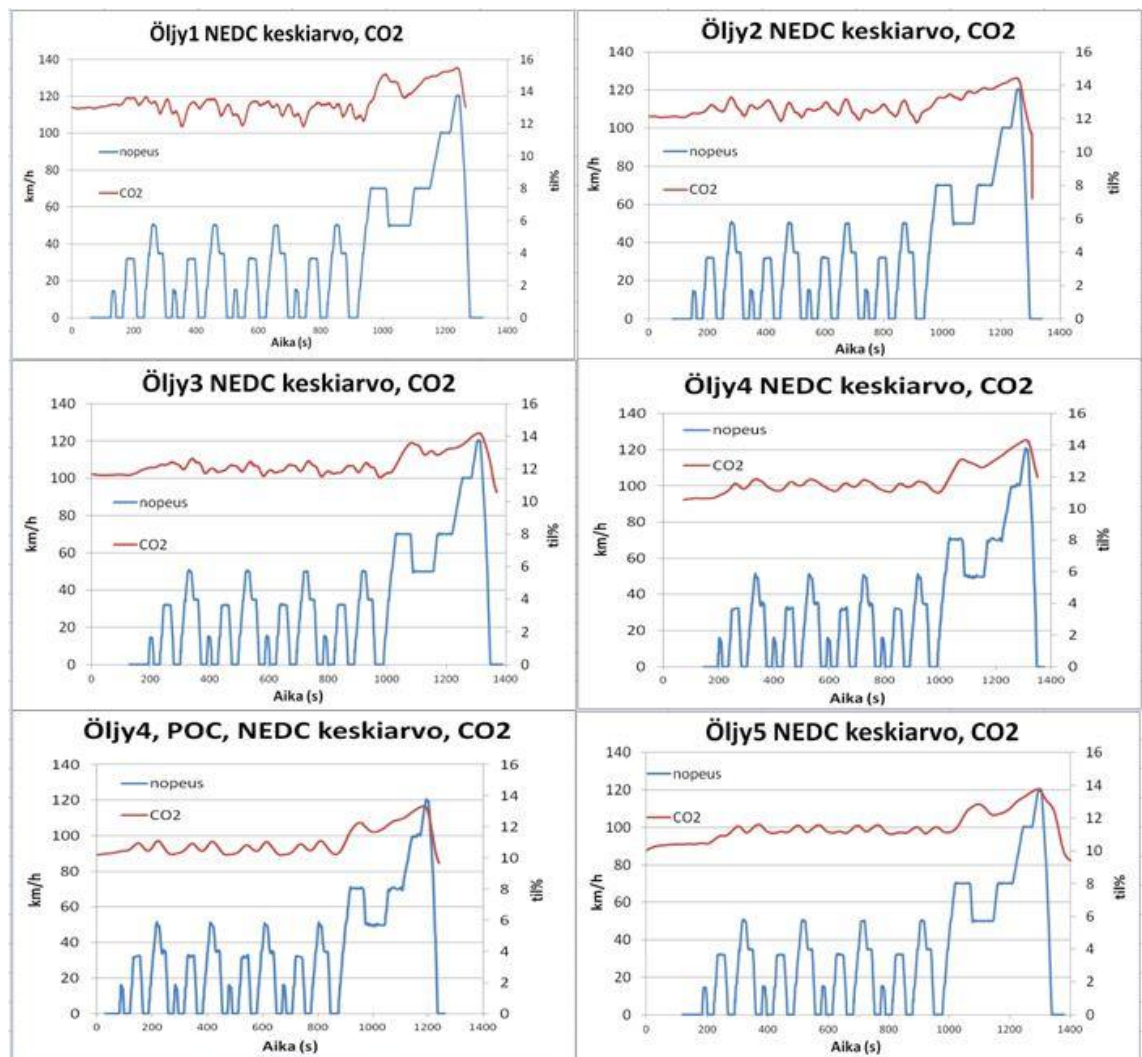 Öljy1 NEDC keskiarvo, CO2
140
120
100
80
60
40
20
0
km/h
nopeus
CO2
16
14
12
10
8
6
4
2
0
til%
0 200 400 600 800 1000 1200 1400
Aika (s)
Öljy2 NEDC keskiarvo, CO2
140
120
100
80
60
40
20
0
km/h
nopeus
CO2
16
14
12
10
8
6
4
2
0
til%
0 200 400 600 800 1000 1200 1400
Aika (s)
Öljy3 NEDC keskiarvo, CO2
140
120
100
80
60
40
20
0
km/h
nopeus
CO2
16
14
12
10
8
6
4
2
0
til%
0 200 400 600 800 1000 1200 1400
Aika (s)
Öljy4 NEDC keskiarvo, CO2
140
120
100
80
60
40
20
0
km/h
nopeus
CO2
16
14
12
10
8
6
4
2
0
til%
0 200 400 600 800 1000 1200 1400
Aika (s)
Öljy4, POC, NEDC keskiarvo, CO2
140
120
100
80
60
40
20
0
km/h
nopeus
CO2
16
14
12
10
8
6
4
2
0
til%
0 200 400 600 800 1000 1200 1400
Aika (s)
Öljy5 NEDC keskiarvo, CO2
140
120
100
80
60
40
20
0
km/h
nopeus
CO2
16
14
12
10
8
6
4
2
0
til%
0 200 400 600 800 1000 1200 1400
Aika (s)